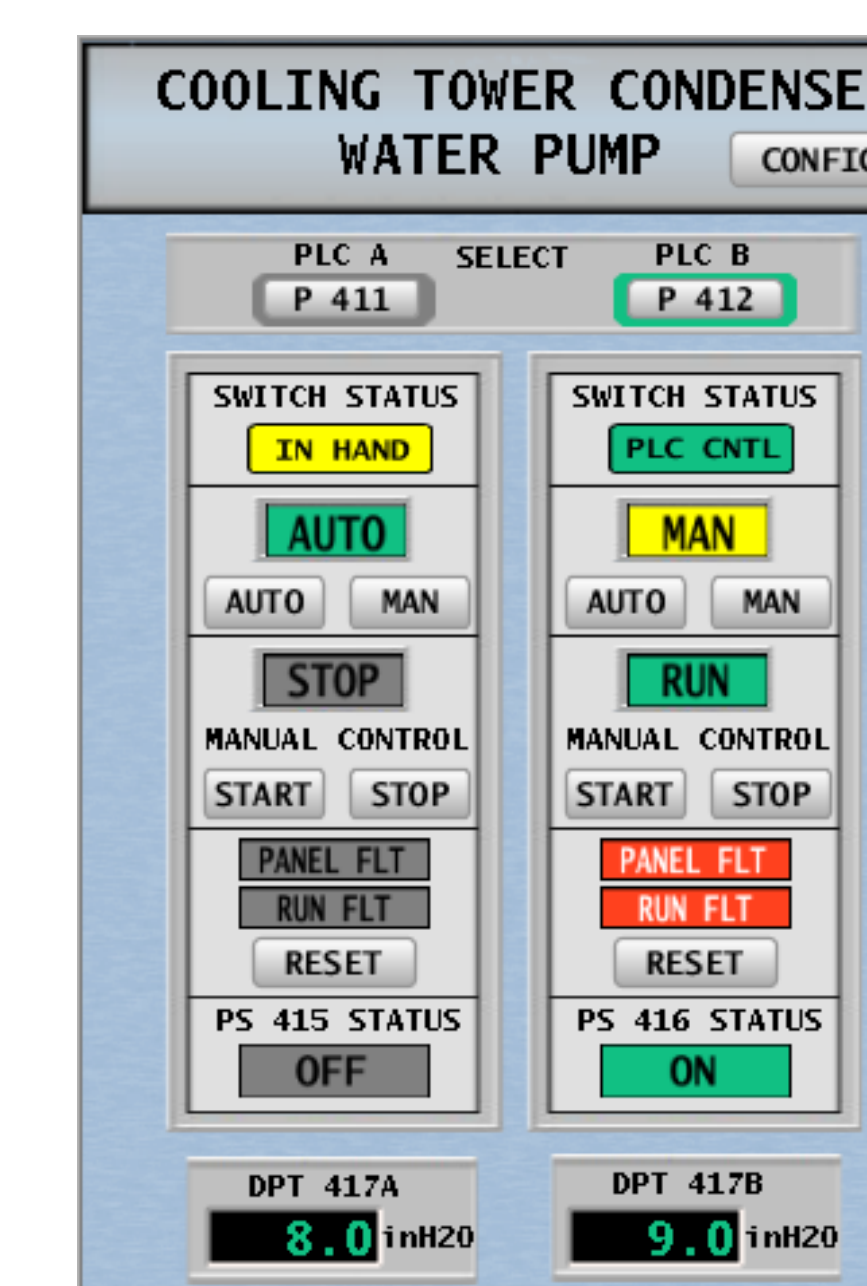 COOLING TOWER CONDENSE
WATER PUMP
CONFIG
PLC A SELECT PLC B
P 411 P 412
SWITCH STATUS
IN HAND
AUTO
AUTO MAN
STOP
MANUAL CONTROL
START STOP
PANEL FLT
RUN FLT
RESET
PS 415 STATUS
OFF
DPT 417A
8.0 inH2O
SWITCH STATUS
PLC CNTL
MAN
AUTO MAN
RUN
MANUAL CONTROL
START STOP
PANEL FLT
RUN FLT
RESET
PS 416 STATUS
ON
DPT 417B
9.0 inH2O